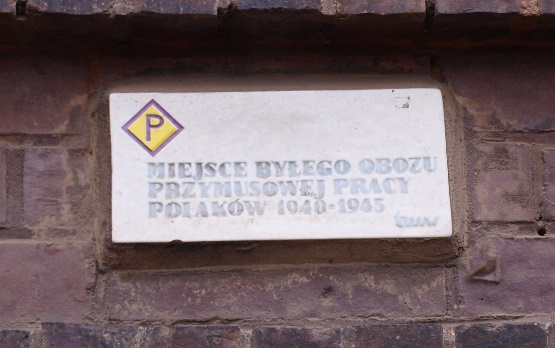 P
MIEJSCE BYŁEGO OBOZU
PRZYMUSOWEJ PRACY
POLAKÓW 1940-1945